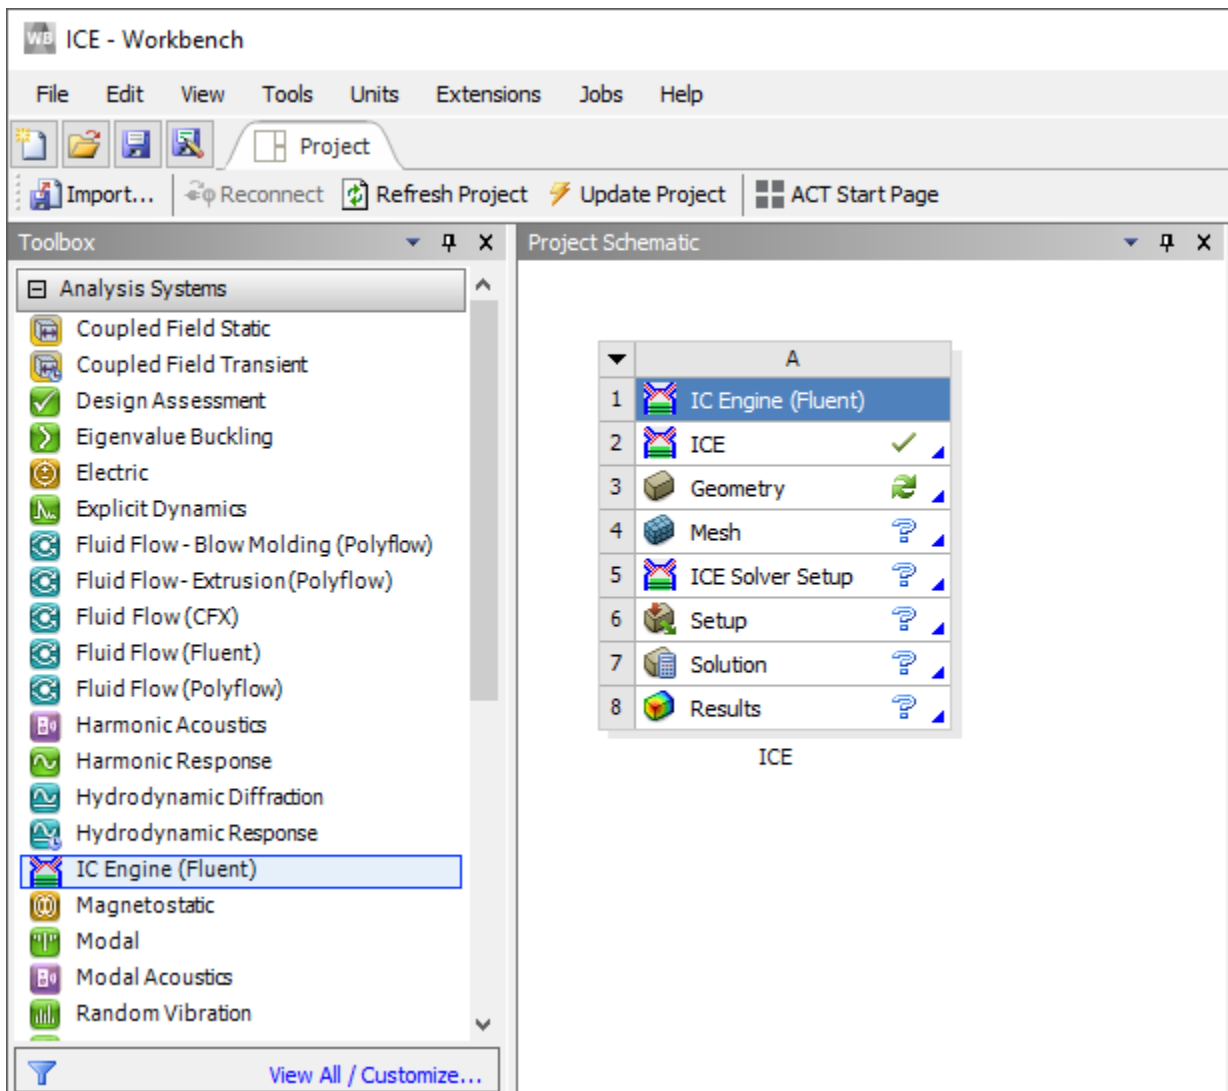 WB ICE - Workbench
File Edit View Tools Units Extensions Jobs Help
Project
Import... Reconnect Refresh Project Update Project ACT Start Page
Toolbox
Analysis Systems
Coupled Field Static
Coupled Field Transient
Design Assessment
Eigenvalue Buckling
Electric
Explicit Dynamics
Fluid Flow - Blow Molding (Polyflow)
Fluid Flow- Extrusion (Polyflow)
Fluid Flow (CFX)
Fluid Flow (Fluent)
Fluid Flow (Polyflow)
Harmonic Acoustics
Harmonic Response
Hydrodynamic Diffraction
Hydrodynamic Response
IC Engine (Fluent)
Magnetostatic
Modal
Modal Acoustics
Random Vibration
View All / Customize...
Project Schematic
A
1 IC Engine (Fluent)
2 ICE
3 Geometry
4 Mesh
5 ICE Solver Setup
6 Setup
7 Solution
8 Results
ICE